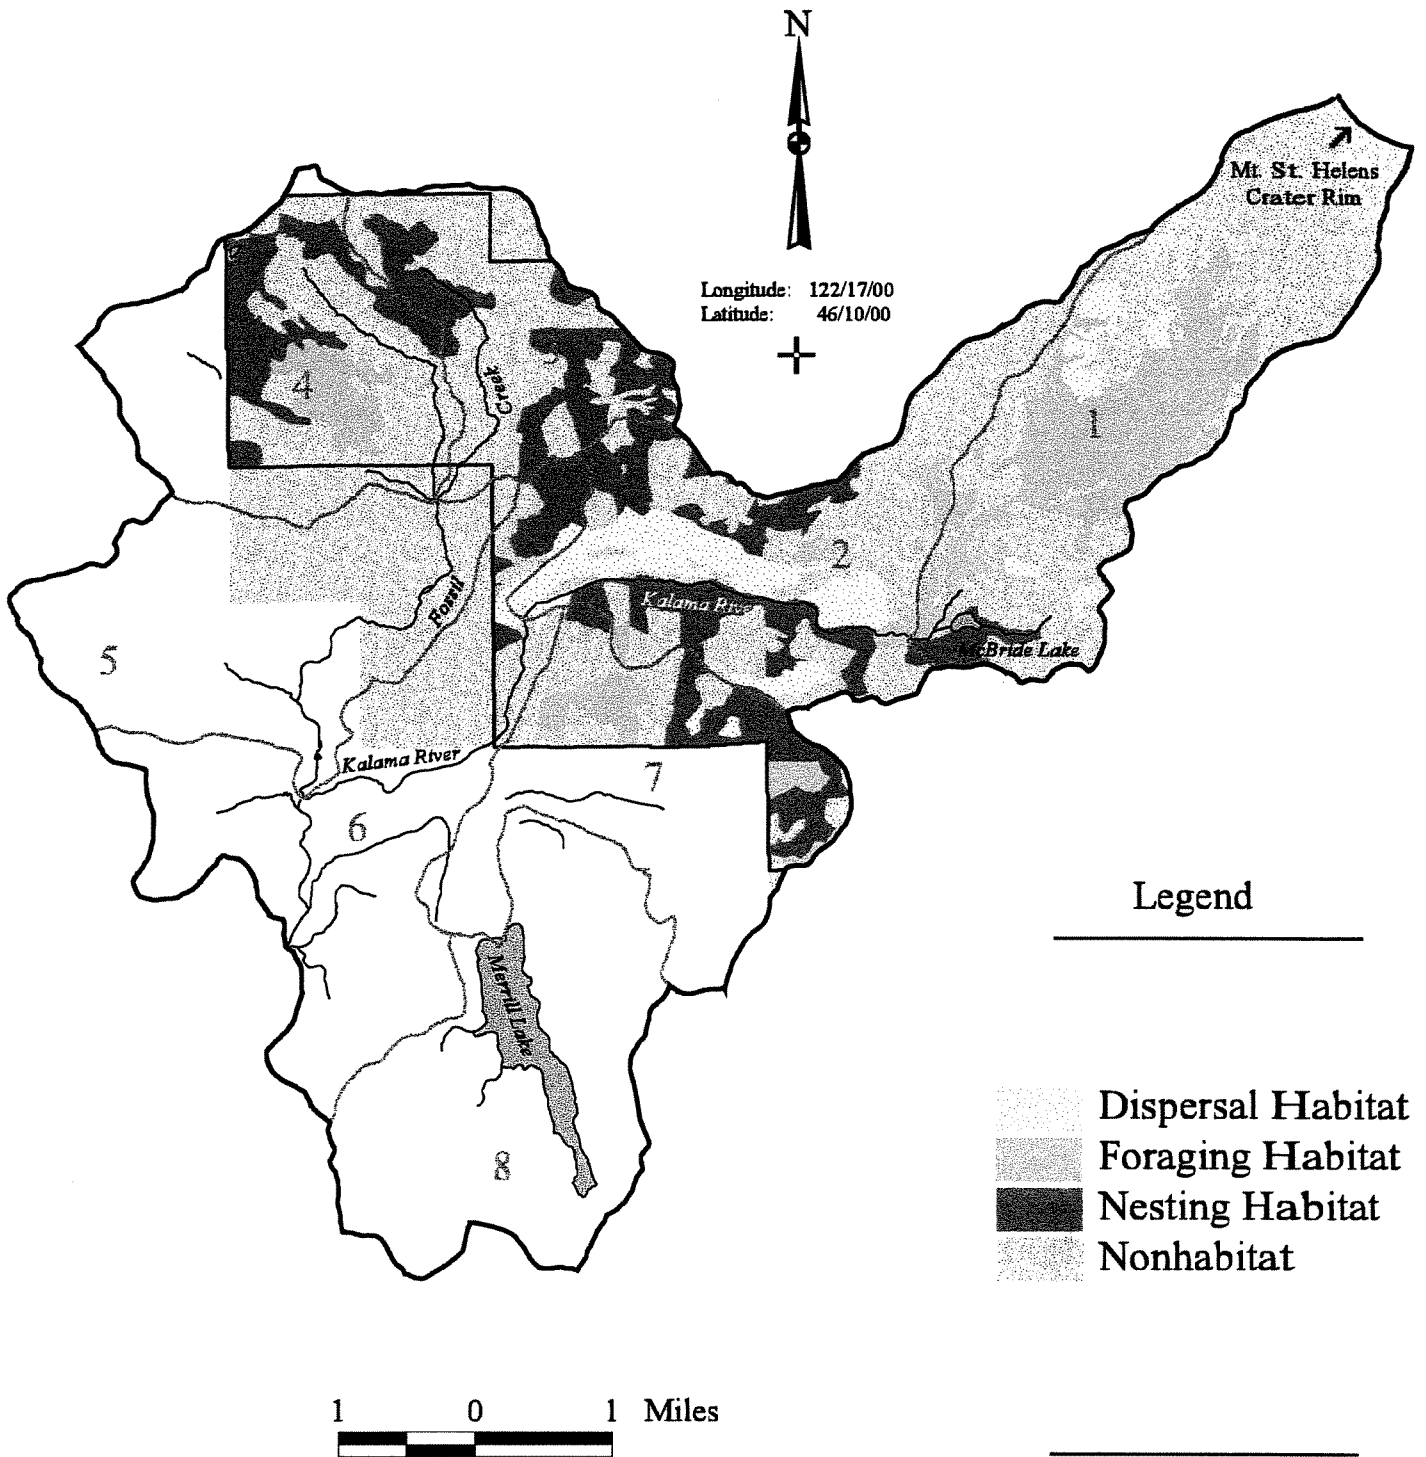 N
Mt. St. Helens
Crater Rim
Longitude: 122/17/00
Latitude: 46/10/00
4
Creek
1
2
Fossil
Kalama River
McBride Lake
5
Kalama River
7
6
Legend
Merrill Lake
Dispersal Habitat
Foraging Habitat
8
Nesting Habitat
Nonhabitat
1 0 1 Miles